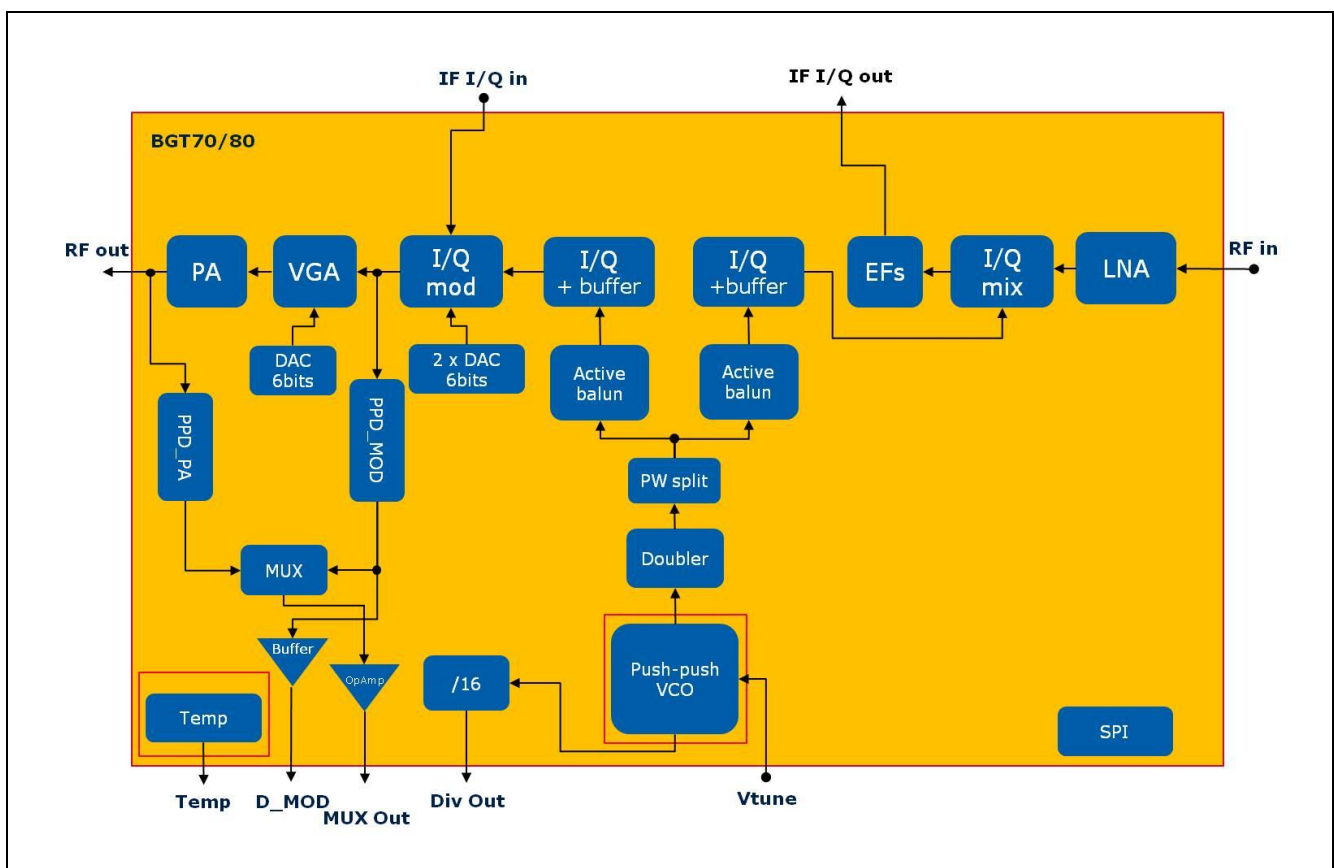 IF I/Q in
IF I/Q out
BGT70/80
RF out
PA
VGA
I/Q
mod
I/Q
+ buffer
I/Q
+buffer
EFs
I/Q
mix
LNA
RF in
DAC
6bits
2 x DAC
6bits
Active
balun
Active
balun
PPD_PA
PPD_MOD
PW split
Doubler
MUX
Buffer
OpAmp
/16
Push-push
VCO
Temp
SPI
Temp
D_MOD
MUX Out
Div Out
Vtune